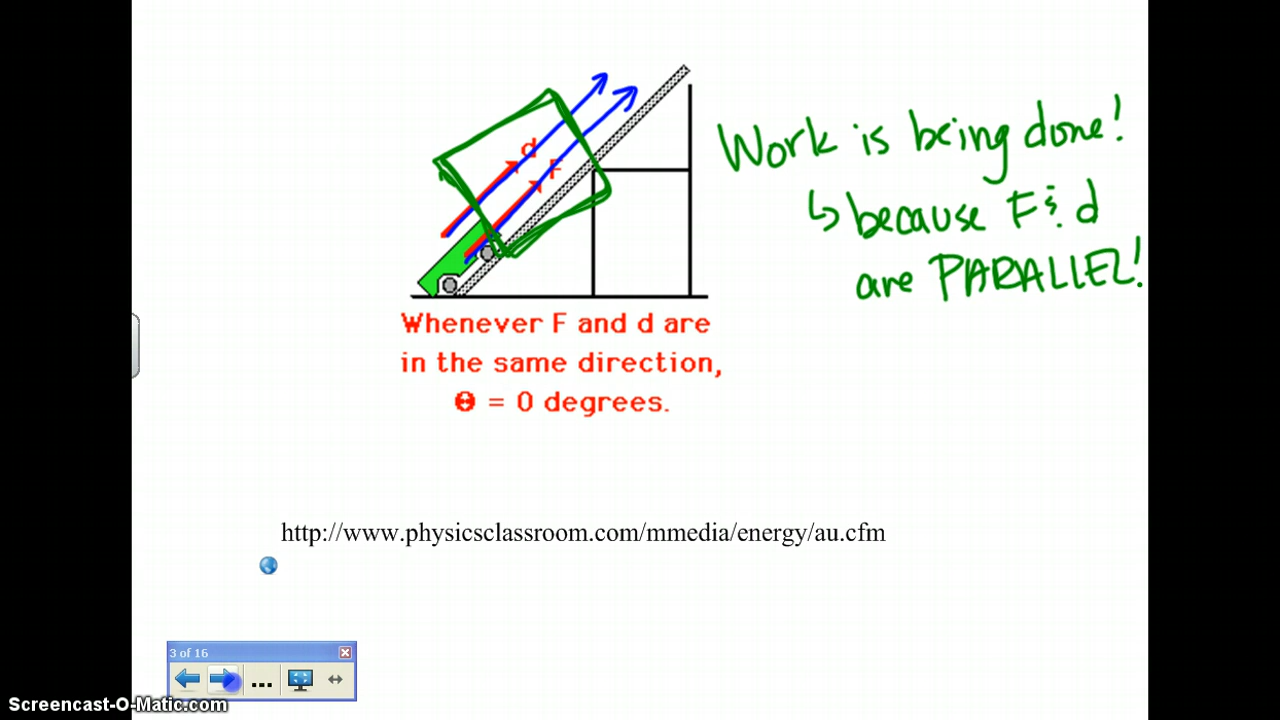 d
F
Work is being done!
↳ because F & d
are PARALLEL!
Whenever F and d are
in the same direction,
Θ = 0 degrees.
http://www.physicsclassroom.com/mmedia/energy/au.cfm
3 of 16
...
Screencast-O-Matic.com